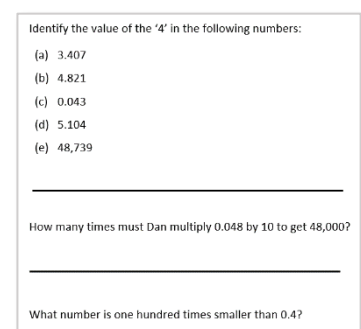 Identify the value of the ‘4’ in the following numbers:
(a) 3.407
(b) 4.821
(c) 0.043
(d) 5.104
(e) 48,739
How many times must Dan multiply 0.048 by 10 to get 48,000?
What number is one hundred times smaller than 0.4?